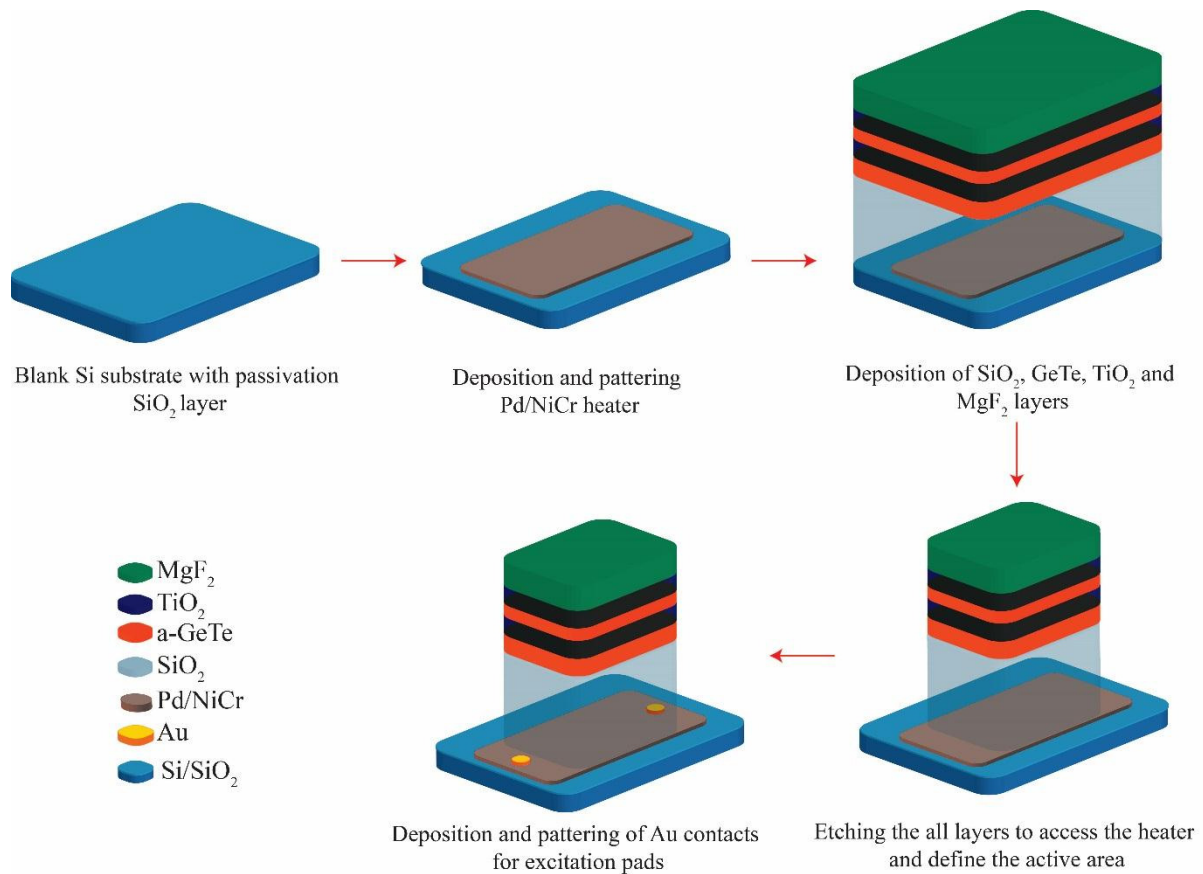 Blank Si substrate with passivation
SiO₂ layer
Deposition and pattering
Pd/NiCr heater
Deposition of SiO₂, GeTe, TiO₂ and
MgF₂ layers
MgF₂
TiO₂
a-GeTe
SiO₂
Pd/NiCr
Au
Si/SiO₂
Deposition and pattering of Au contacts
for excitation pads
Etching the all layers to access the heater
and define the active area